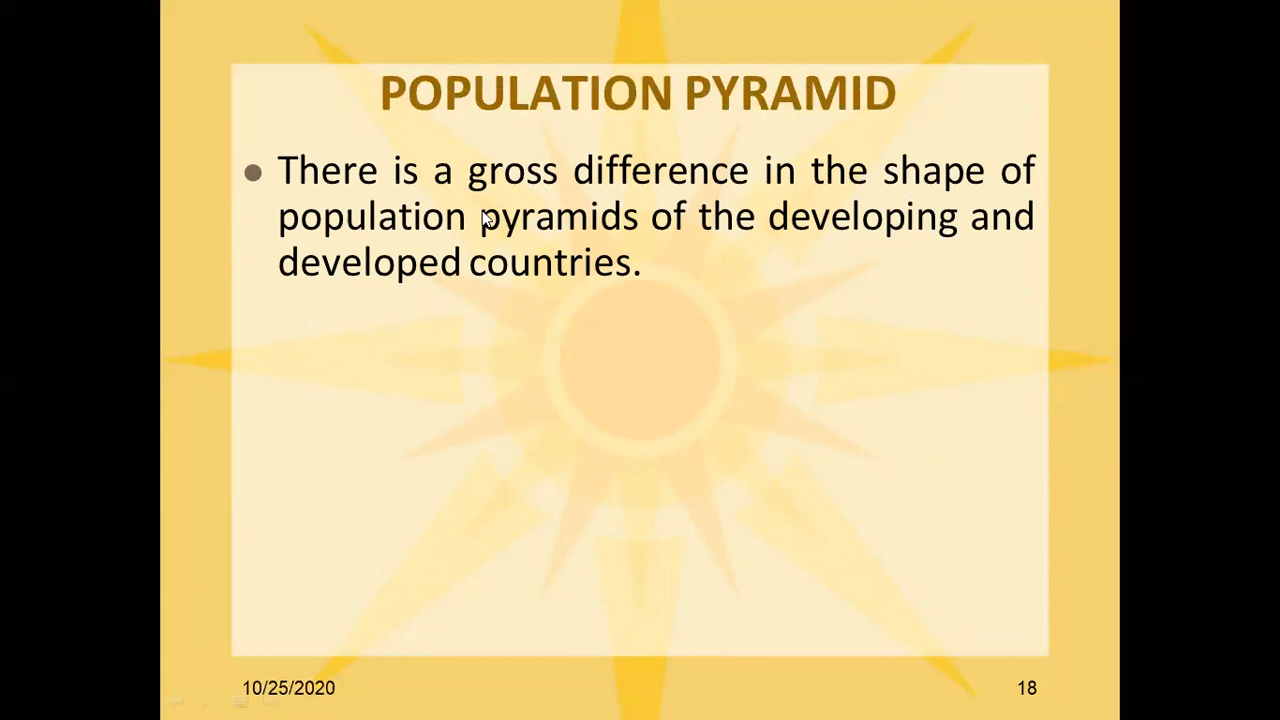 POPULATION PYRAMID
There is a gross difference in the shape of
population pyramids of the developing and
developed countries.
10/25/2020
18